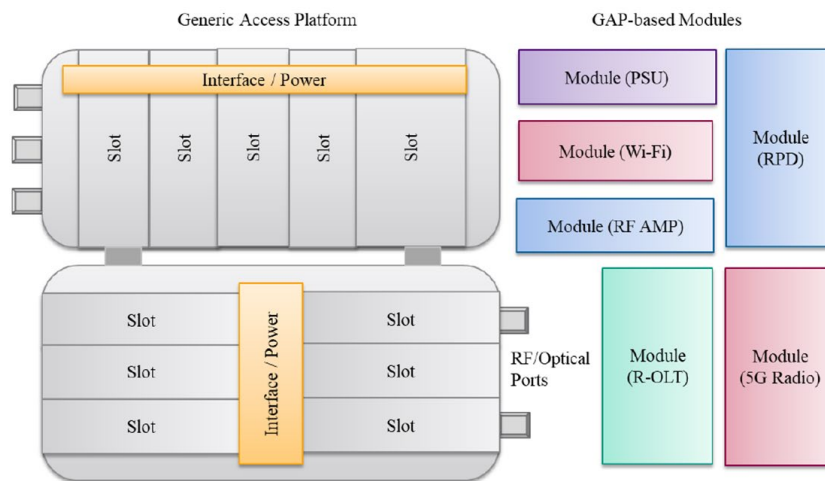 Generic Access Platform
GAP-based Modules
Interface / Power
Slot
Slot
Slot
Slot
Slot
Module (PSU)
Module (Wi-Fi)
Module (RF AMP)
Module
(RPD)
Slot
Slot
Slot
Interface / Power
Slot
Slot
Slot
RF/Optical
Ports
Module
(R-OLT)
Module
(5G Radio)